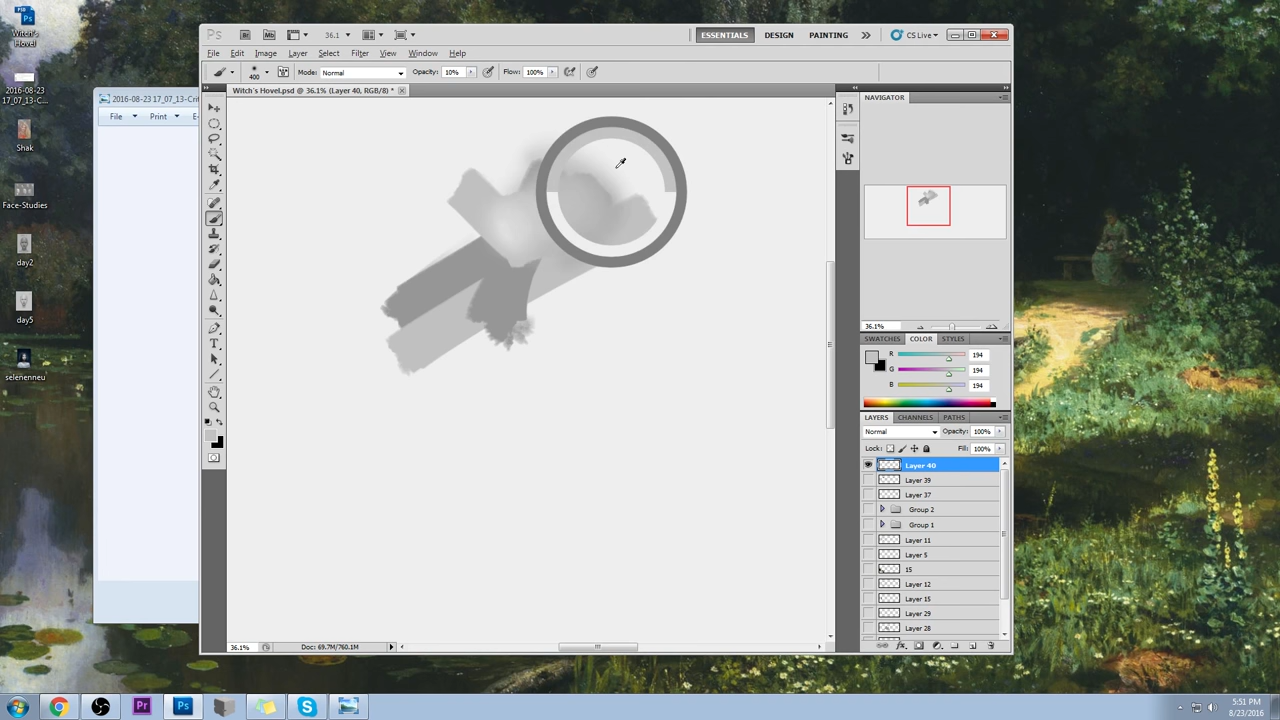 Witch's
Hovel
2016-08-23
17_07_13-C...
Shak
Face-Studies
day2
day5
selenenneu
2016-08-23 17_07_13-Crit
File
Print
E-
Ps
Br
Mb
36.1
ESSENTIALS
DESIGN
PAINTING
CS Live
File
Edit
Image
Layer
Select
Filter
View
Window
Help
400
Mode:
Normal
Opacity:
10%
Flow:
100%
Witch's Hovel.psd @ 36.1% (Layer 40, RGB/8) *
36.1%
Doc: 69.7M/760.1M
NAVIGATOR
36.1%
SWATCHES
COLOR
STYLES
R
194
G
194
B
194
LAYERS
CHANNELS
PATHS
Normal
Opacity:
100%
Lock:
Fill:
100%
Layer 40
Layer 39
Layer 37
Group 2
Group 1
Layer 11
Layer 5
15
Layer 12
Layer 15
Layer 29
Layer 28
Pr
Ps
5:51 PM
8/23/2016